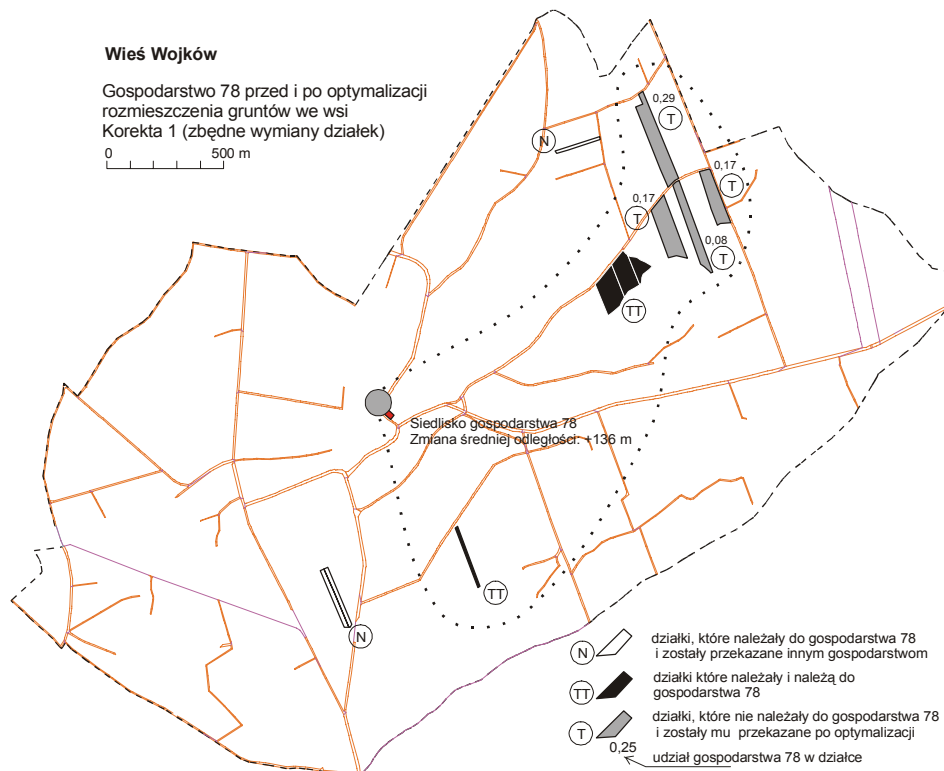 Wieś Wojków
Gospodarstwo 78 przed i po optymalizacji
rozmieszczenia gruntów we wsi
Korekta 1 (zbędne wymiany działek)
0 500 m
0,29
T
N
0,17
T
0,17
T
0,08
T
TT
Siedlisko gospodarstwa 78
Zmiana średniej odległości: +136 m
TT
N
N działki, które należały do gospodarstwa 78
i zostały przekazane innym gospodarstwom
TT działki które należały i należą do
gospodarstwa 78
T działki, które nie należały do gospodarstwa 78
i zostały mu przekazane po optymalizacji
0,25 udział gospodarstwa 78 w działce